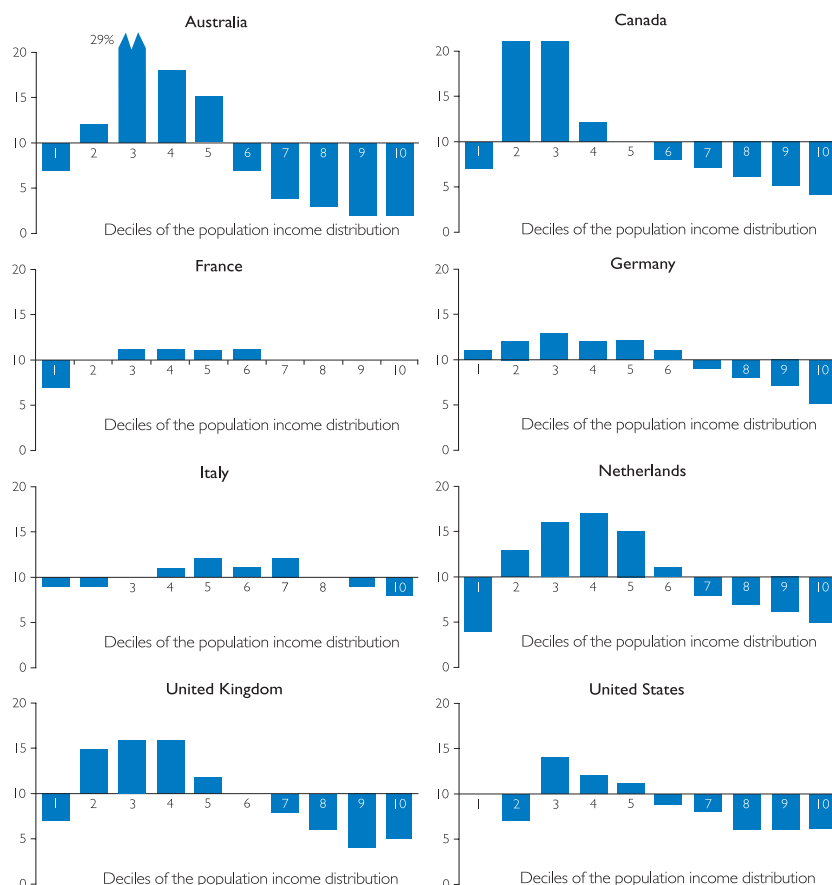 Australia
29%
20
15
10
5
0
1 2 3 4 5 6 7 8 9 10
Deciles of the population income distribution
Canada
20
15
10
5
0
1 2 3 4 5 6 7 8 9 10
Deciles of the population income distribution
France
20
15
10
5
0
1 2 3 4 5 6 7 8 9 10
Deciles of the population income distribution
Germany
20
15
10
5
0
1 2 3 4 5 6 7 8 9 10
Deciles of the population income distribution
Italy
20
15
10
5
0
3 4 5 6 7 8 9 10
Deciles of the population income distribution
Netherlands
20
15
10
5
0
1 2 3 4 5 6 7 8 9 10
Deciles of the population income distribution
United Kingdom
20
15
10
5
0
1 2 3 4 5 6 7 8 9 10
Deciles of the population income distribution
United States
20
15
10
5
0
1 2 3 4 5 6 7 8 9 10
Deciles of the population income distribution